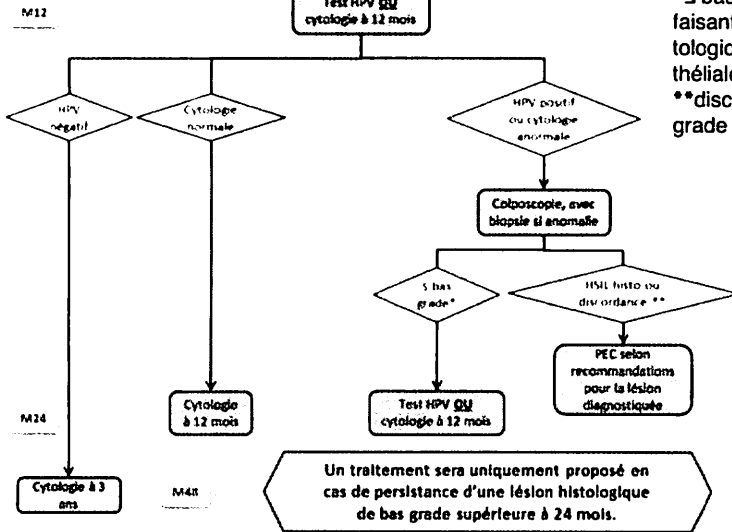 M12
Test HPV OU
cytologie à 12 mois
faisant
tologic
théliale
**disc
grade
HPV
négatif
Cytologie
normale
HPV positif
ou cytologie
anormale
Colposcopie, avec
biopsie si anomalie
≤ bas
grade*
HSIL histo ou
discordance **
PEC selon
recommandations
pour la lésion
diagnostiquée
M24
Cytologie
à 12 mois
Test HPV OU
cytologie à 12 mois
Cytologie à 3
ans
M48
Un traitement sera uniquement proposé en
cas de persistance d'une lésion histologique
de bas grade supérieure à 24 mois.